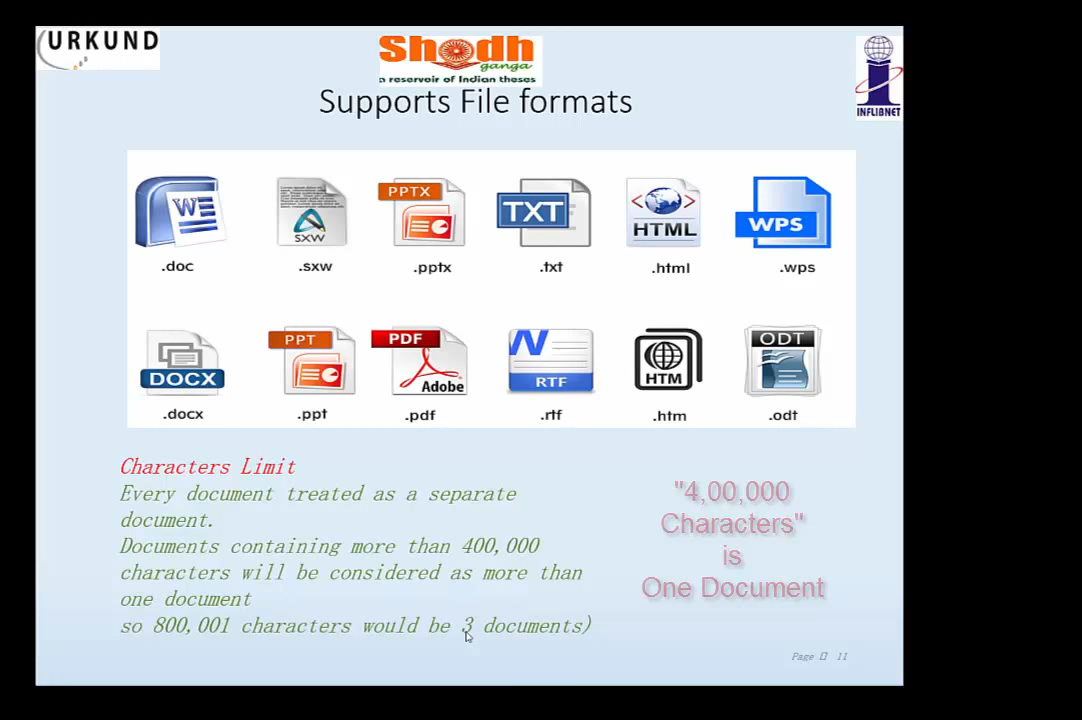 URKUND
Shodh
ganga
a reservoir of Indian theses
INFLIBNET
Supports File formats
W
SXW
PPTX
TXT
<> HTML
WPS
.doc
.sxw
.pptx
.txt
.html
.wps
DOCX
PPT
PDF
Adobe
W
RTF
HTM
ODT
.docx
.ppt
.pdf
.rtf
.htm
.odt
Characters Limit
Every document treated as a separate
document.
Documents containing more than 400,000
characters will be considered as more than
one document
so 800,001 characters would be 3 documents)
"4,00,000
Characters"
is
One Document
Page 11